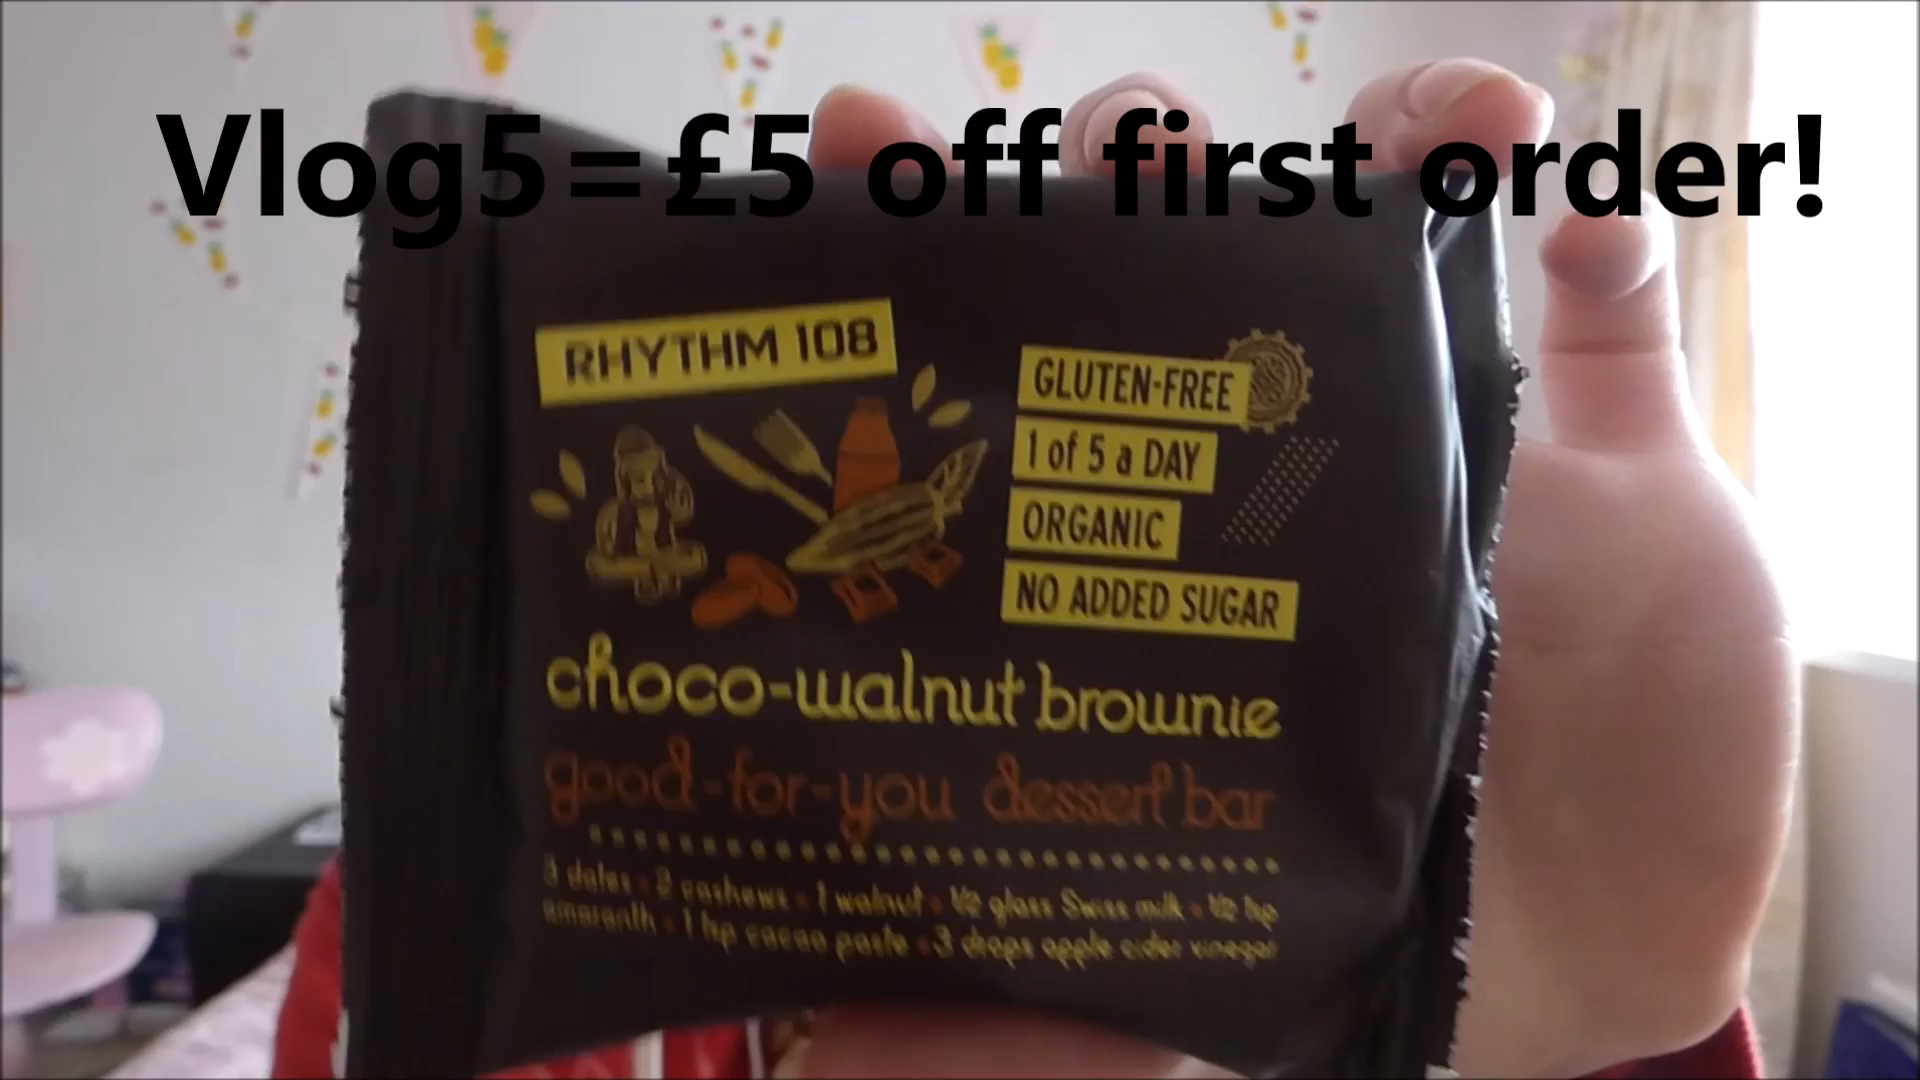 Vlog5=£5 off first order!
RHYTHM 108
GLUTEN-FREE
1 of 5 a DAY
ORGANIC
NO ADDED SUGAR
choco-walnut brownie
good-for-you dessert bar
3 dates • 3 cashews • 1 walnut • 1/2 glass Swiss milk • 1/2 tsp
amaranth • 1 tsp cacao paste • 3 drops apple cider vinegar